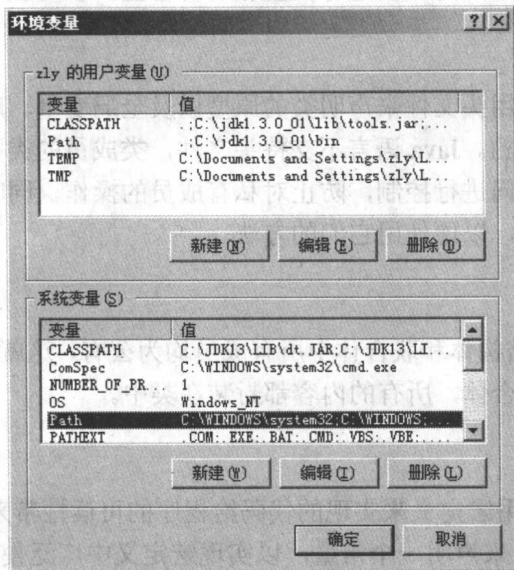 环境变量
zly 的用户变量(U)
变量 值
CLASSPATH .;C:\jdk1.3.0_01\lib\tools.jar;...
Path .;C:\jdk1.3.0_01\bin
TEMP C:\Documents and Settings\zly\L...
TMP C:\Documents and Settings\zly\L...
新建(N) 编辑(E) 删除(D)
系统变量(S)
变量 值
CLASSPATH C:\JDK13\LIB\dt.JAR;C:\JDK13\LI...
ComSpec C:\WINDOWS\system32\cmd.exe
NUMBER_OF_PR... 1
OS Windows_NT
Path C:\WINDOWS\system32;C:\WINDOWS;...
PATHEXT .COM;.EXE;.BAT;.CMD;.VBS;.VBE;....
新建(W) 编辑(I) 删除(L)
确定 取消